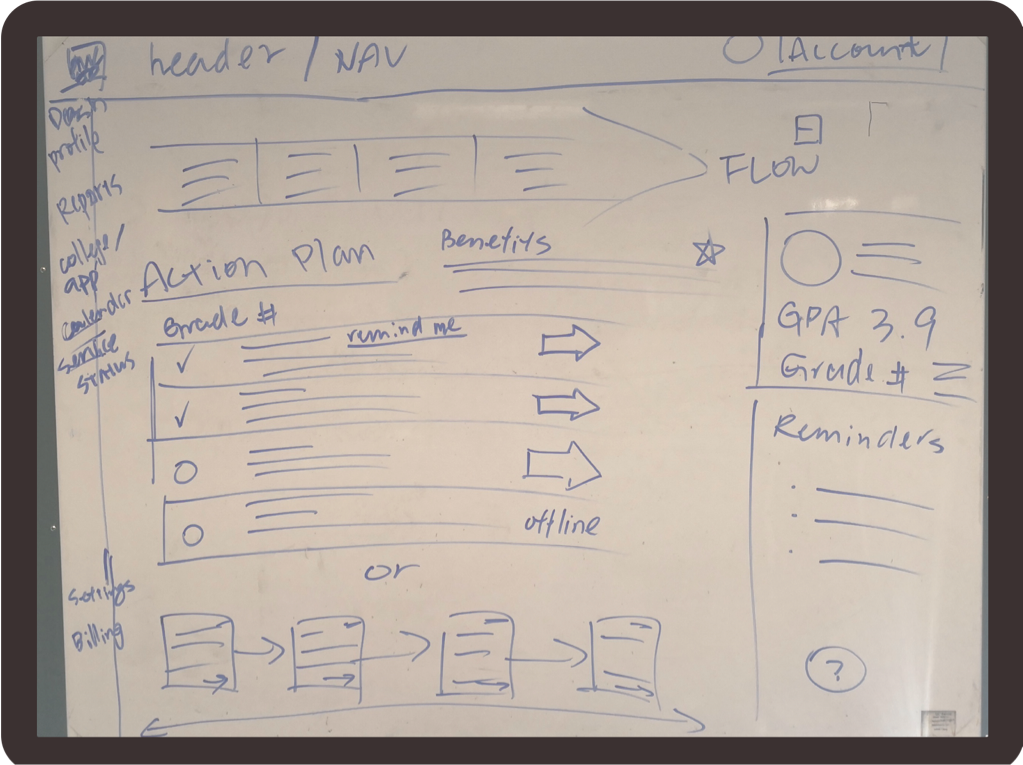 header / NAV
|Account|
Dash
profile
Reports
college/
app
calendar
Service
Status
Settings
Billing
FLOW
Action Plan
Benefits
Grade #
remind me
offline
or
GPA 3.9
Grade #
Reminders
?